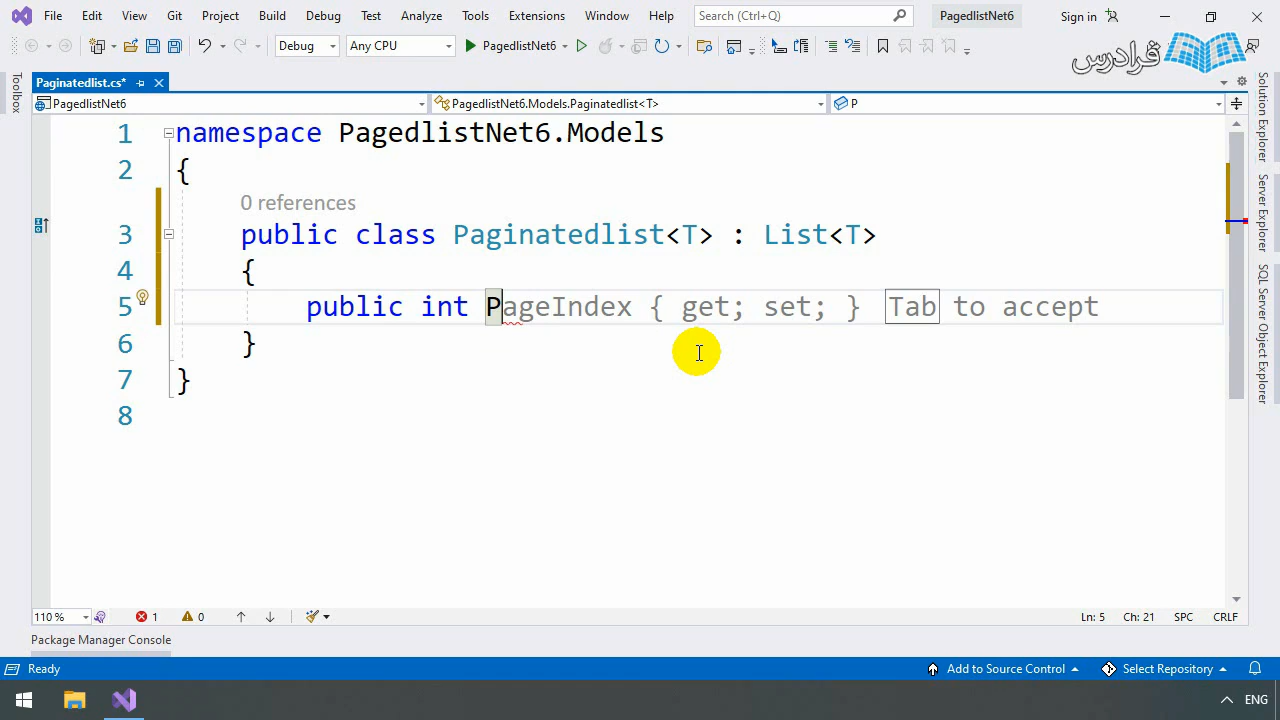 File Edit View Git Project Build Debug Test Analyze Tools Extensions Window Help Search (Ctrl+Q) PagedlistNet6 Sign in
Debug Any CPU PagedlistNet6
فرادرس
Paginatedlist.cs*
PagedlistNet6 PagedlistNet6.Models.Paginatedlist<T> P
Toolbox
Solution Explorer
Server Explorer
SQL Server Object Explorer
1 namespace PagedlistNet6.Models
2 {
0 references
3 public class Paginatedlist<T> : List<T>
4 {
5 public int PageIndex { get; set; } Tab to accept
6 }
7 }
8
110 % 1 0 Ln: 5 Ch: 21 SPC CRLF
Package Manager Console
Ready Add to Source Control Select Repository
ENG